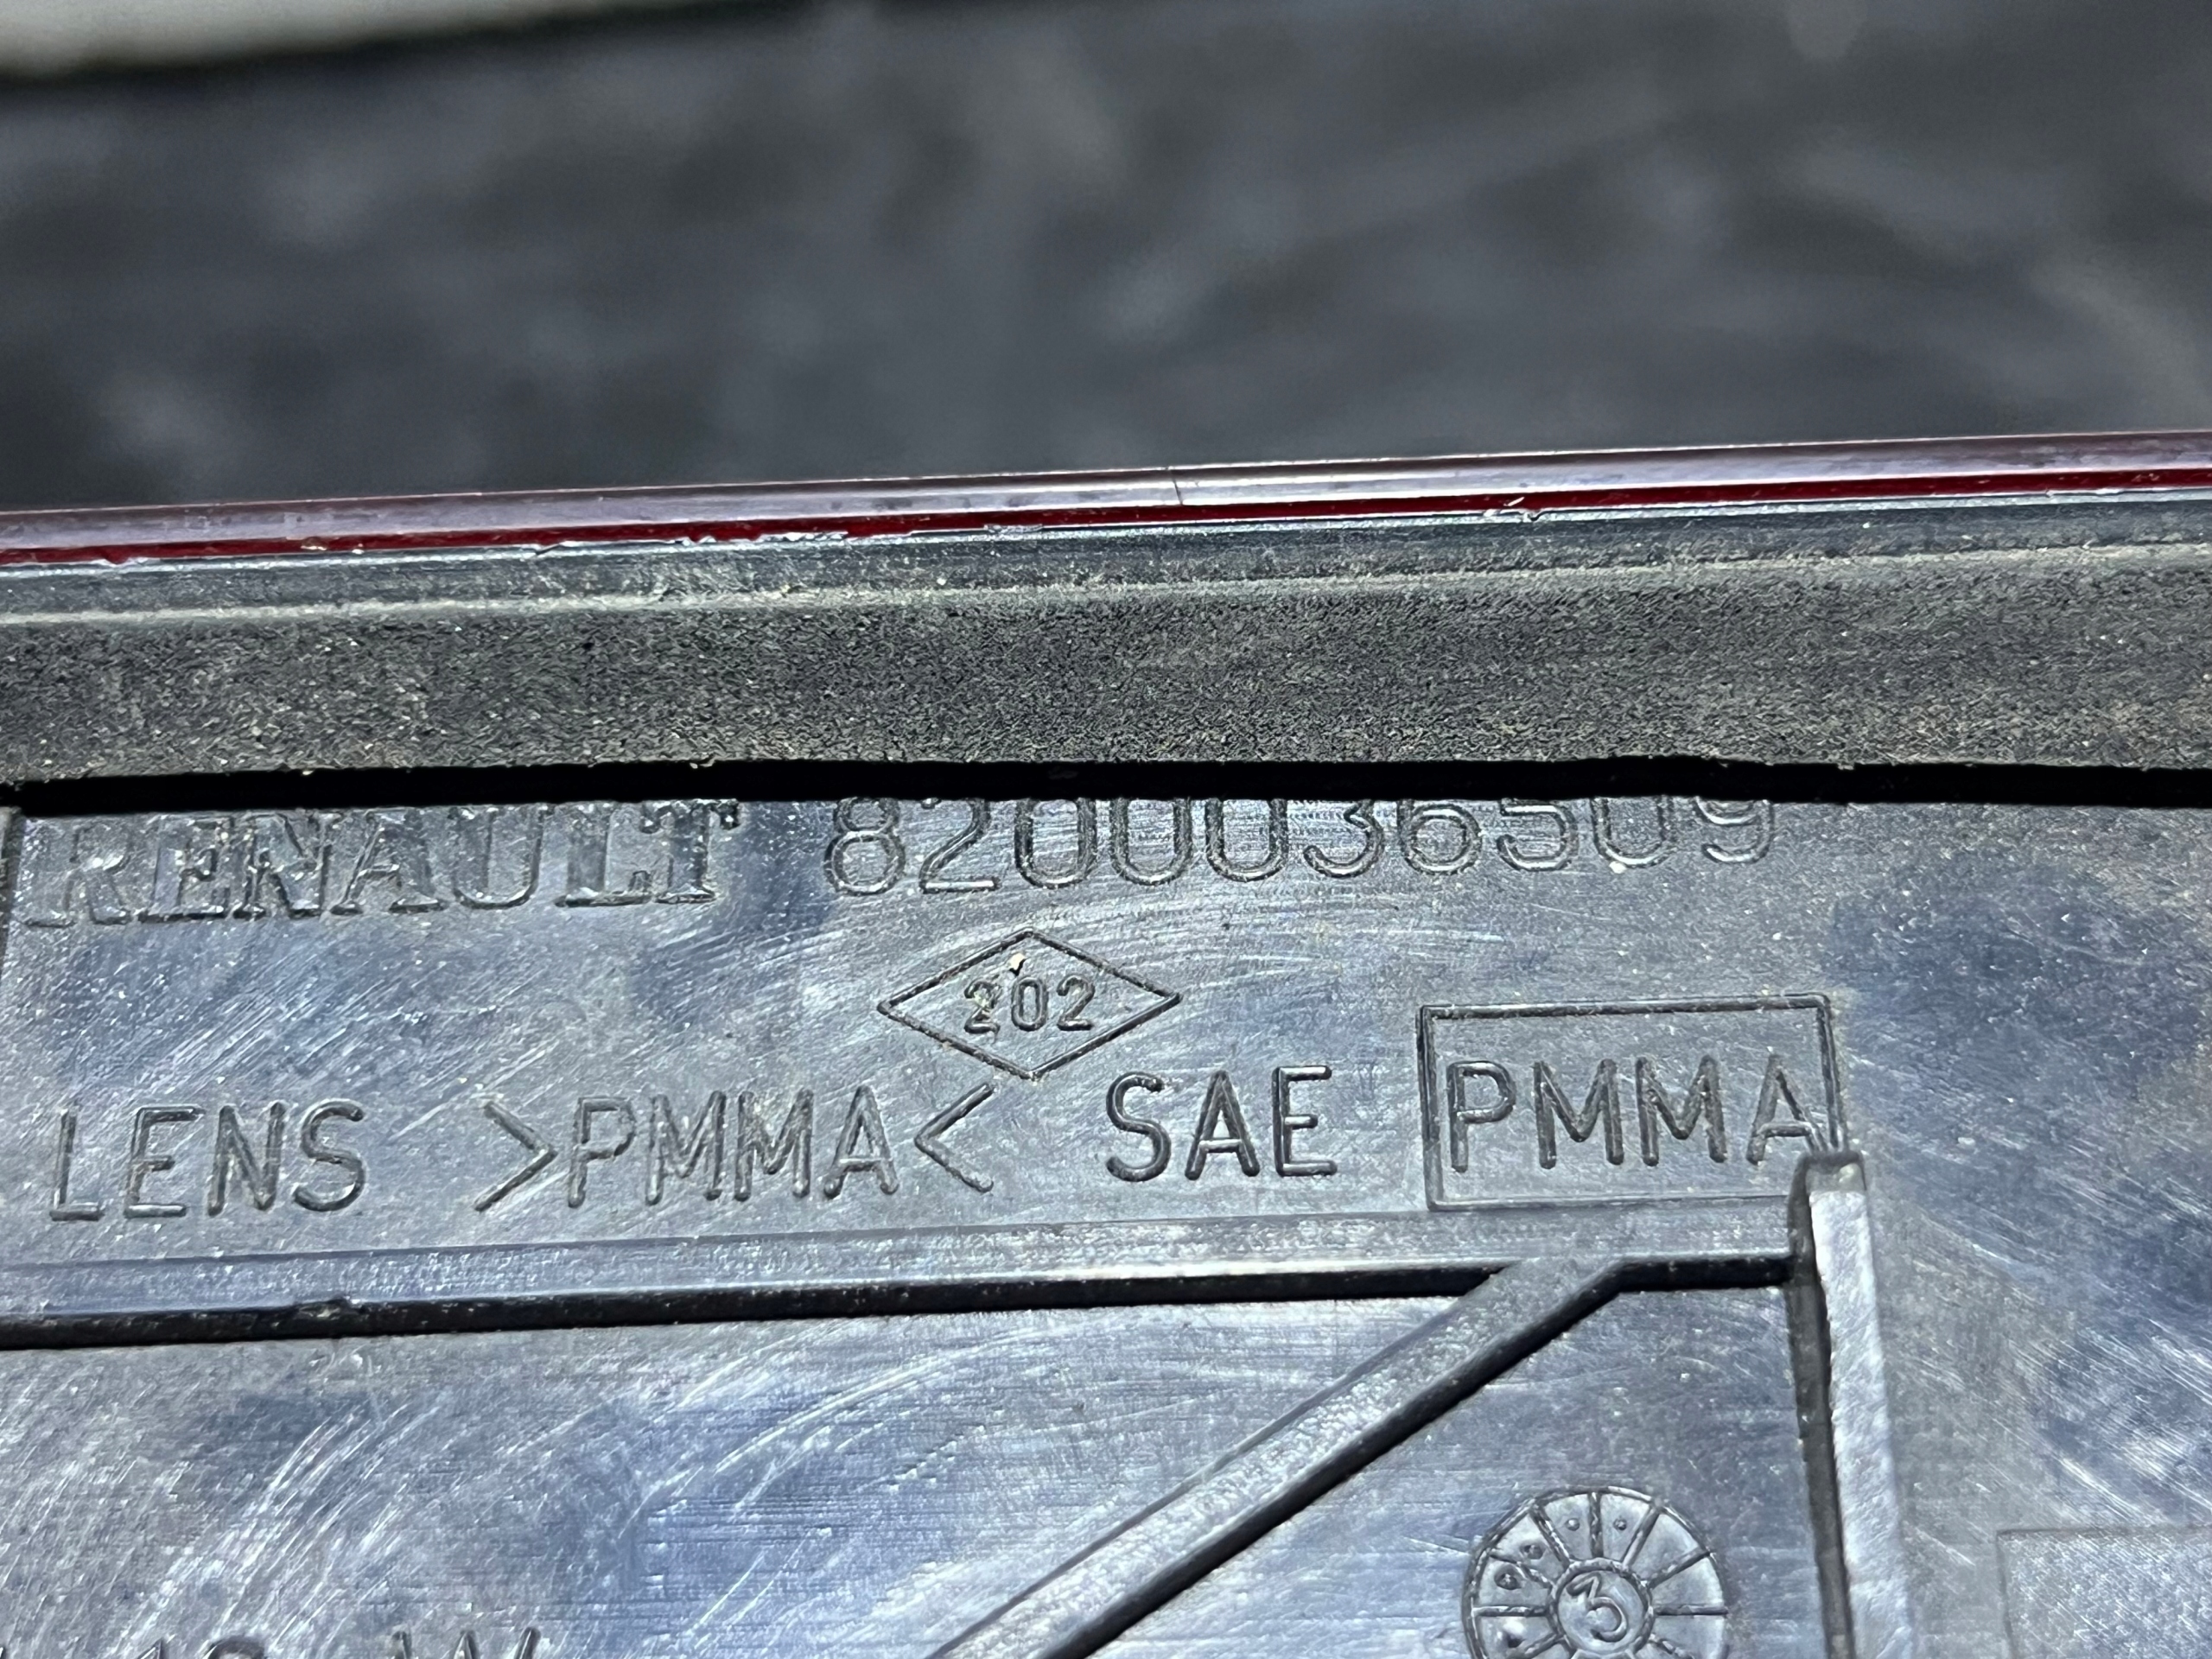 RENAULT 8200036509
202
LENS >PMMA< SAE PMMA
3